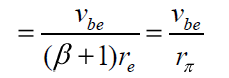 = v_be / ((β + 1)r_e) = v_be / r_π